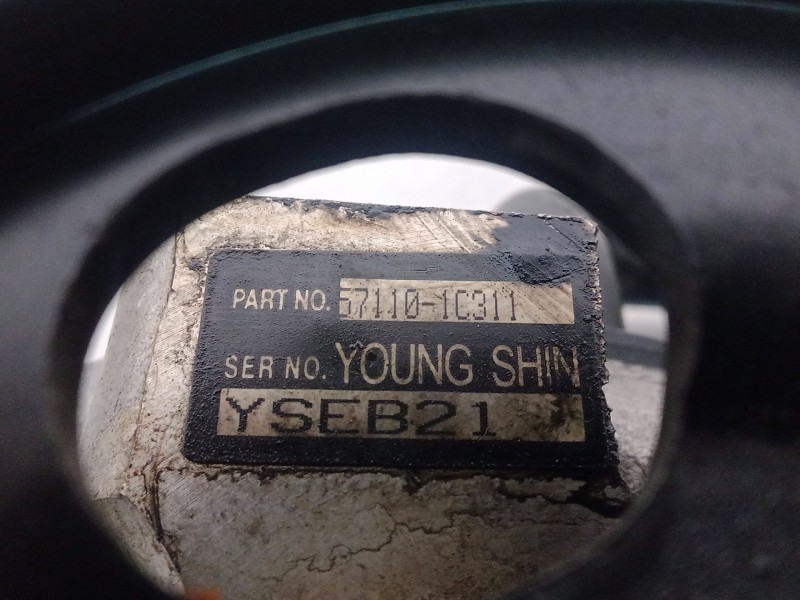 PART NO. 57110-1C311
SER NO. YOUNG SHIN
YSEB21